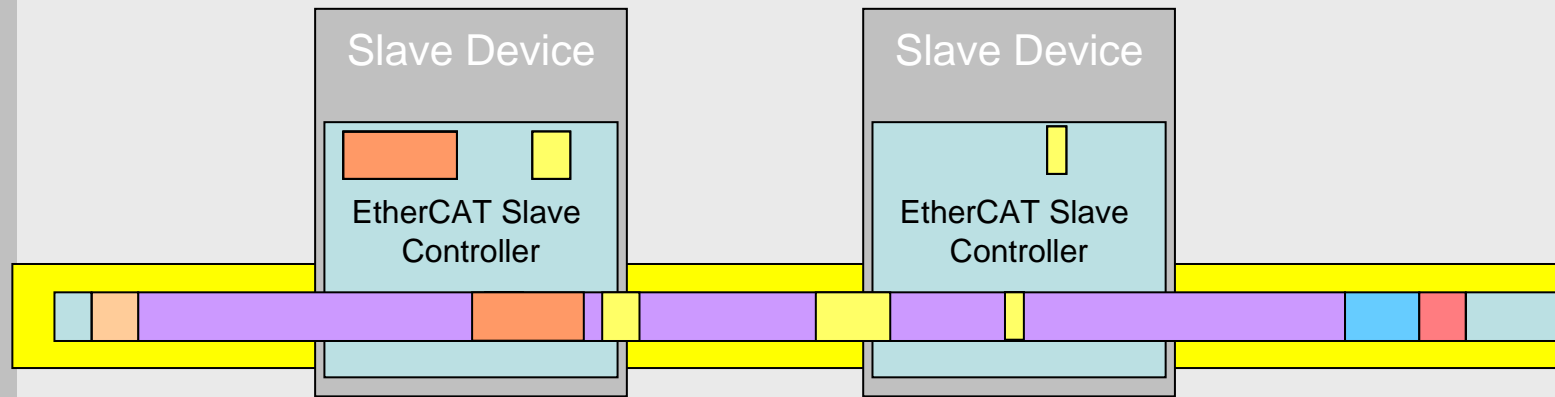 Slave Device
EtherCAT Slave
Controller
Slave Device
EtherCAT Slave
Controller